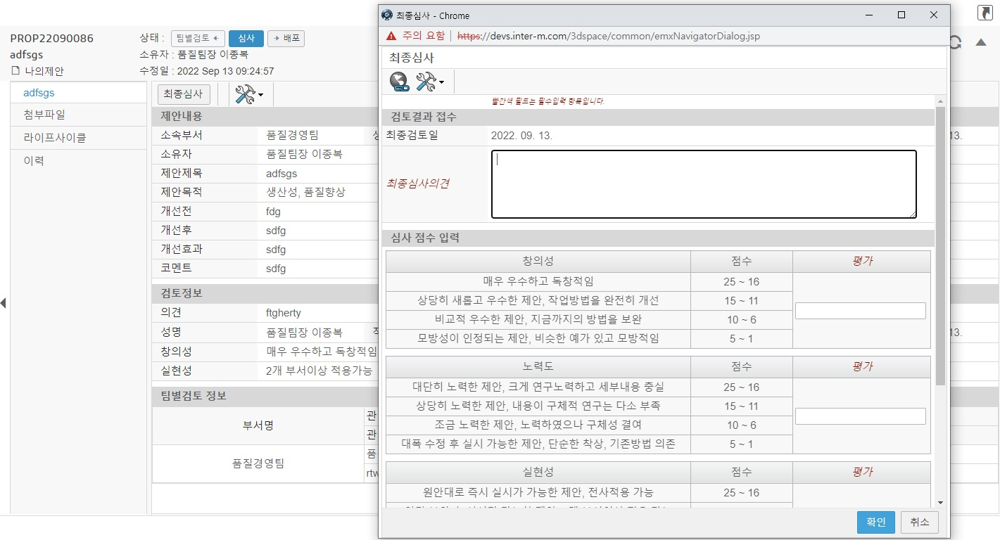 PROP22090086
adfsgs
나의제안
상태 : 팀별검토 심사 배포
소유자 : 품질팀장 이종복
수정일 : 2022 Sep 13 09:24:57
adfsgs
첨부파일
라이프사이클
이력
최종심사
제안내용
소속부서 품질경영팀
소유자 품질팀장 이종복
제안제목 adfsgs
제안목적 생산성, 품질향상
개선전 fdg
개선후 sdfg
개선효과 sdfg
코멘트 sdfg
검토정보
의견 ftgherty
성명 품질팀장 이종복
창의성 매우 우수하고 독창적임
실현성 2개 부서이상 적용가능
팀별검토 정보
부서명 관
관
품질경영팀 품
rtw
13.
13.
최종심사 - Chrome
주의 요함 https://devs.inter-m.com/3dspace/common/emxNavigatorDialog.jsp
최종심사
빨간색 필드는 필수입력 항목입니다.
검토결과 접수
최종검토일 2022. 09. 13.
최종심사의견
심사 점수 입력
창의성 점수 평가
매우 우수하고 독창적임 25 ~ 16
상당히 새롭고 우수한 제안, 작업방법을 완전히 개선 15 ~ 11
비교적 우수한 제안, 지금까지의 방법을 보완 10 ~ 6
모방성이 인정되는 제안, 비슷한 예가 있고 모방적임 5 ~ 1
노력도 점수 평가
대단히 노력한 제안, 크게 연구노력하고 세부내용 충실 25 ~ 16
상당히 노력한 제안, 내용이 구체적 연구는 다소 부족 15 ~ 11
조금 노력한 제안, 노력하였으나 구체성 결여 10 ~ 6
대폭 수정 후 실시 가능한 제안, 단순한 착상, 기존방법 의존 5 ~ 1
실현성 점수 평가
원안대로 즉시 실시가 가능한 제안, 전사적용 가능 25 ~ 16
확인 취소